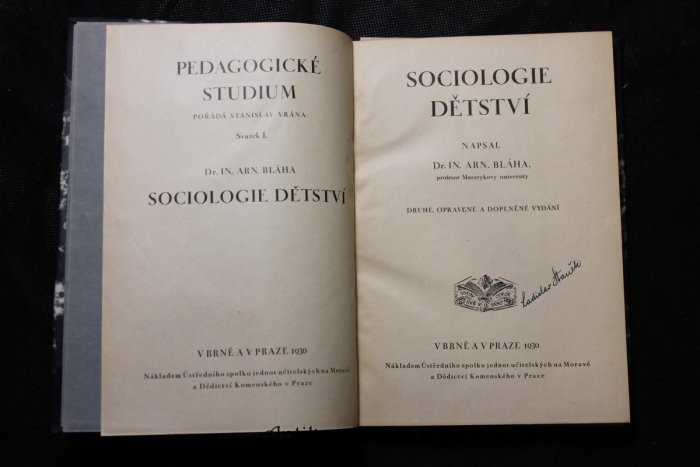 PEDAGOGICKÉ
STUDIUM
POŘÁDÁ STANISLAV VRÁNA
Svazek I.
Dr. IN. ARN. BLÁHA
SOCIOLOGIE DĚTSTVÍ
V BRNĚ A V PRAZE 1930
Nákladem Ústředního spolku jednot učitelských na Moravě
a Dědictví Komenského v Praze
SOCIOLOGIE
DĚTSTVÍ
NAPSAL
Dr. IN. ARN. BLÁHA,
profesor Masarykovy university
DRUHÉ, OPRAVENÉ A DOPLNĚNÉ VYDÁNÍ
Ladislav Staněk
V BRNĚ A V PRAZE 1930
Nákladem Ústředního spolku jednot učitelských na Moravě
a Dědictví Komenského v Praze